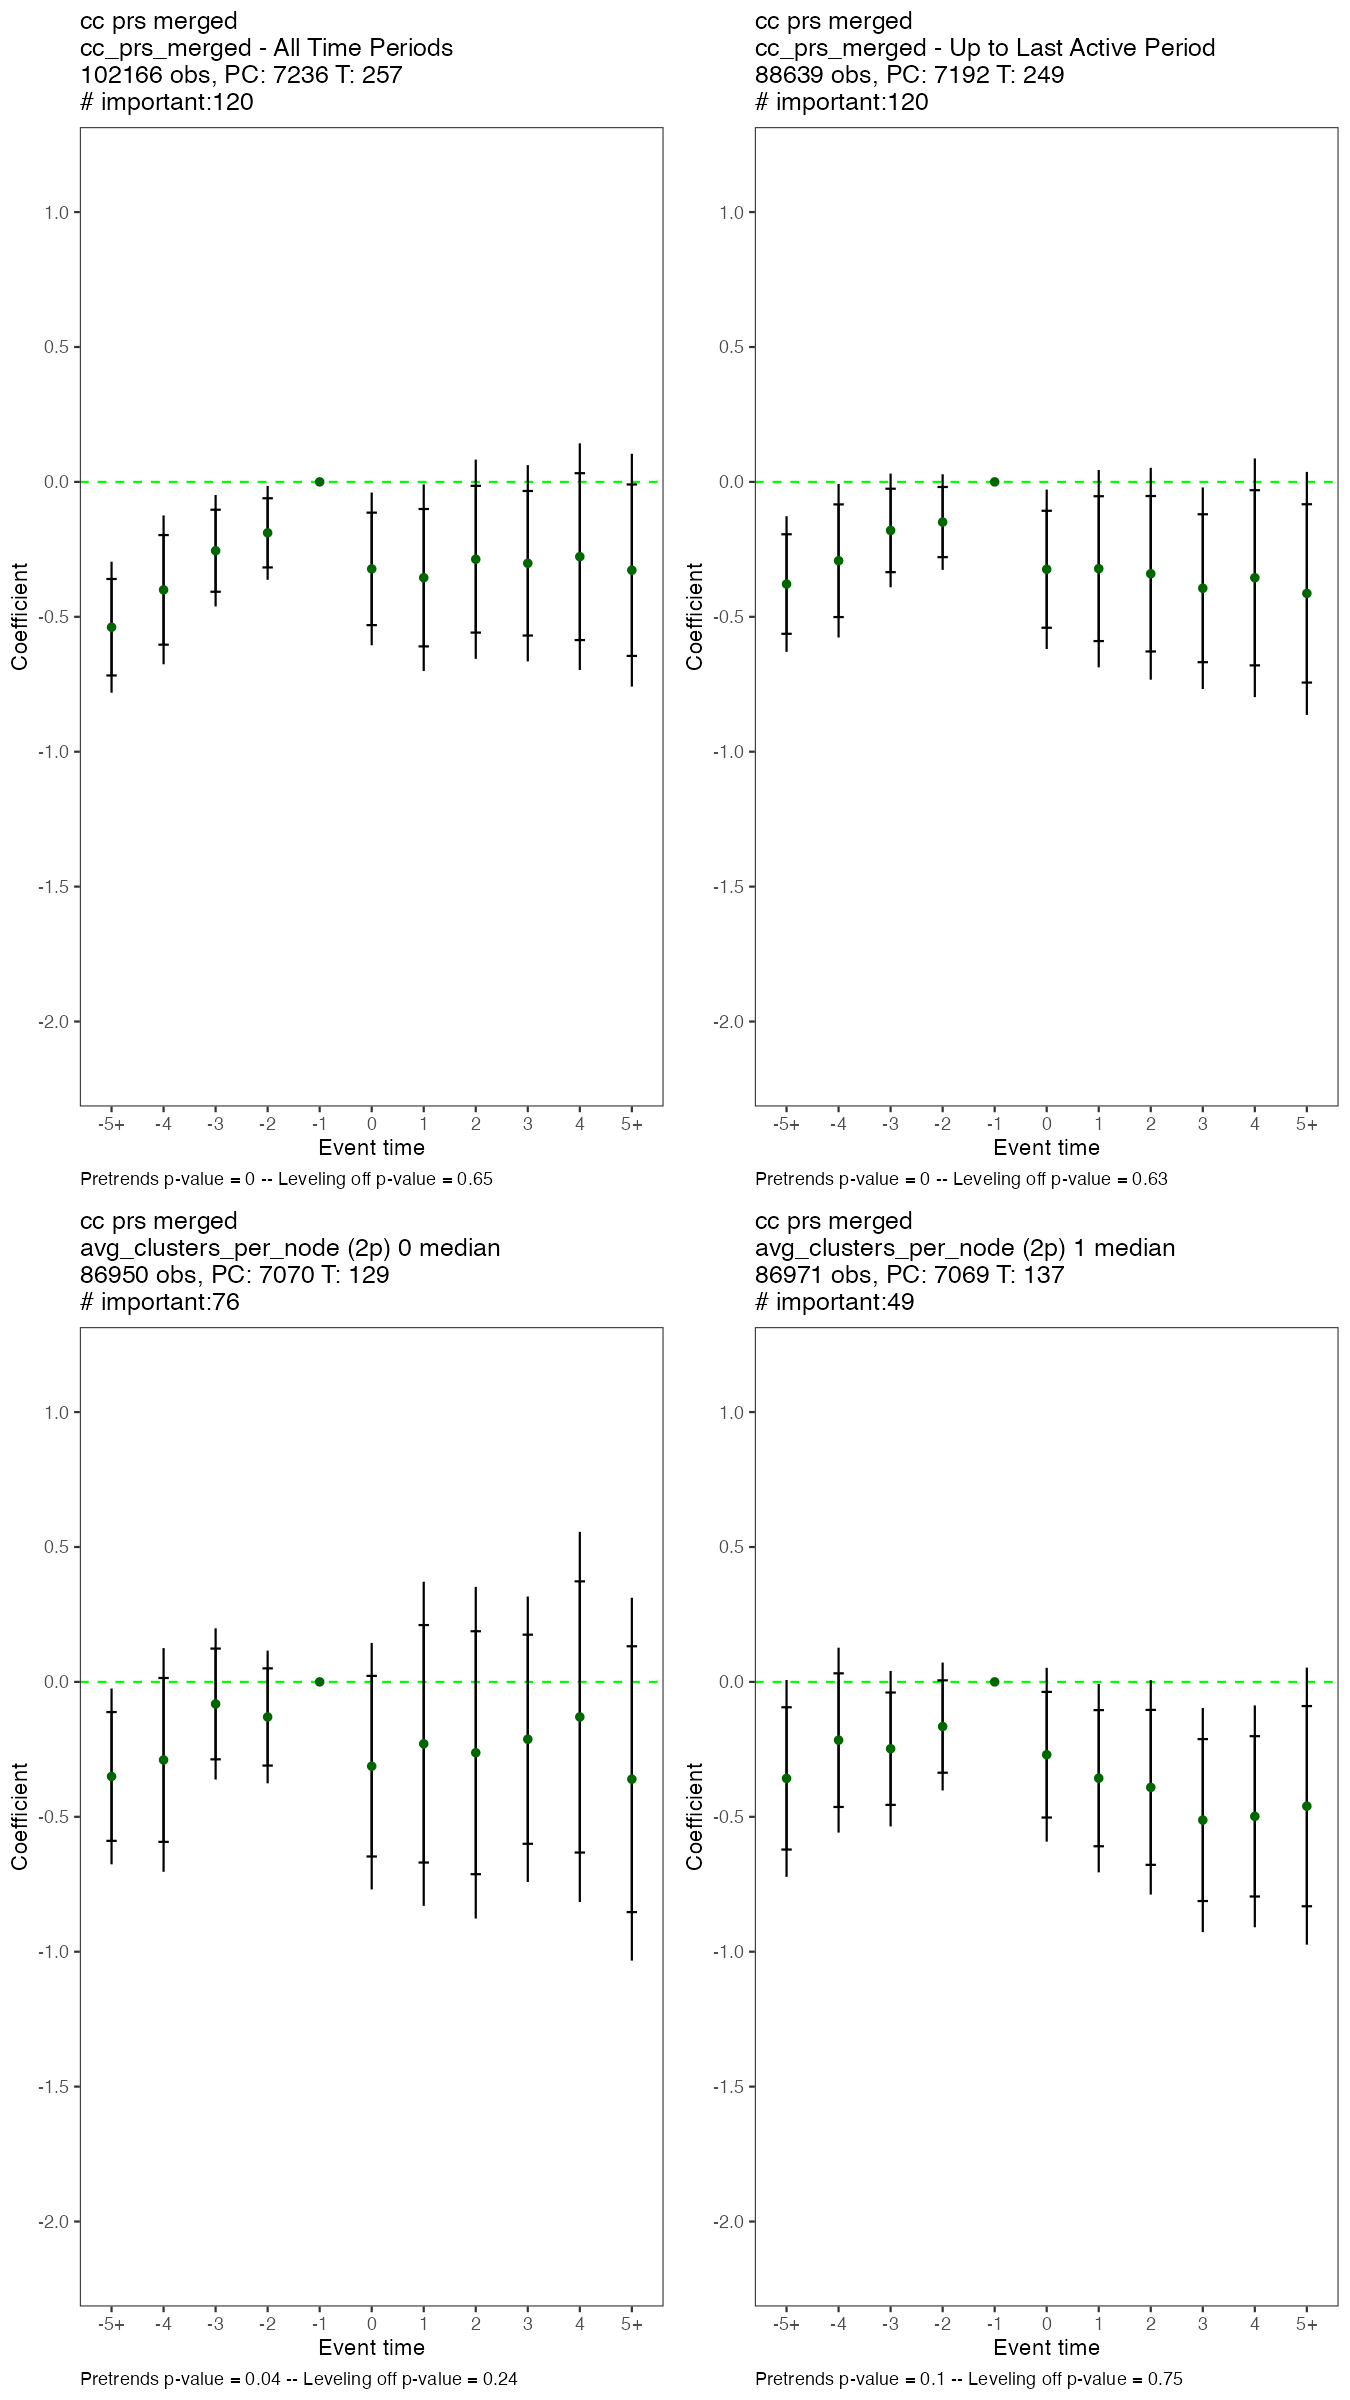 cc prs merged
cc_prs_merged - All Time Periods
102166 obs, PC: 7236 T: 257
# important:120
1.0
0.5
0.0
-0.5
-1.0
-1.5
-2.0
Coefficient
-5+ -4 -3 -2 -1 0 1 2 3 4 5+
Event time
Pretrends p-value = 0 -- Leveling off p-value = 0.65
cc prs merged
cc_prs_merged - Up to Last Active Period
88639 obs, PC: 7192 T: 249
# important:120
1.0
0.5
0.0
-0.5
-1.0
-1.5
-2.0
Coefficient
-5+ -4 -3 -2 -1 0 1 2 3 4 5+
Event time
Pretrends p-value = 0 -- Leveling off p-value = 0.63
cc prs merged
avg_clusters_per_node (2p) 0 median
86950 obs, PC: 7070 T: 129
# important:76
1.0
0.5
0.0
-0.5
-1.0
-1.5
-2.0
Coefficient
-5+ -4 -3 -2 -1 0 1 2 3 4 5+
Event time
Pretrends p-value = 0.04 -- Leveling off p-value = 0.24
cc prs merged
avg_clusters_per_node (2p) 1 median
86971 obs, PC: 7069 T: 137
# important:49
1.0
0.5
0.0
-0.5
-1.0
-1.5
-2.0
Coefficient
-5+ -4 -3 -2 -1 0 1 2 3 4 5+
Event time
Pretrends p-value = 0.1 -- Leveling off p-value = 0.75